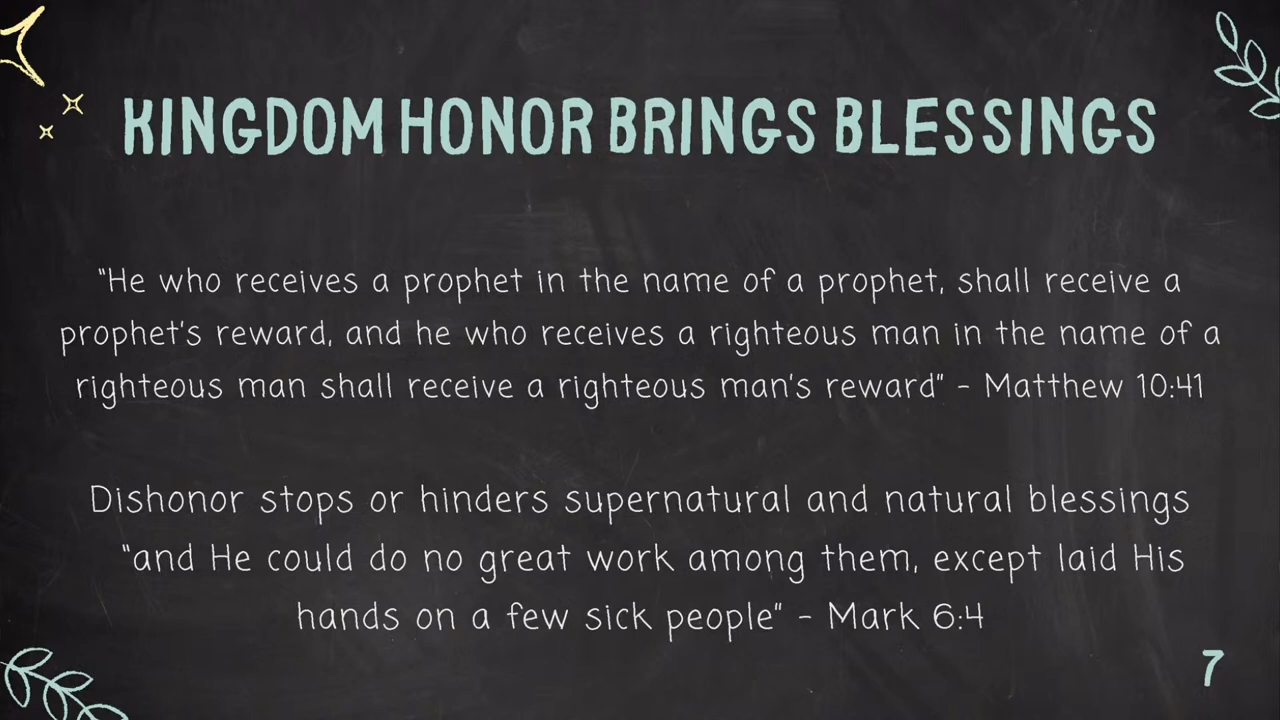 KINGDOM HONOR BRINGS BLESSINGS
"He who receives a prophet in the name of a prophet, shall receive a
prophet's reward, and he who receives a righteous man in the name of a
righteous man shall receive a righteous man's reward" - Matthew 10:41
Dishonor stops or hinders supernatural and natural blessings
"and He could do no great work among them, except laid His
hands on a few sick people" - Mark 6:4
7